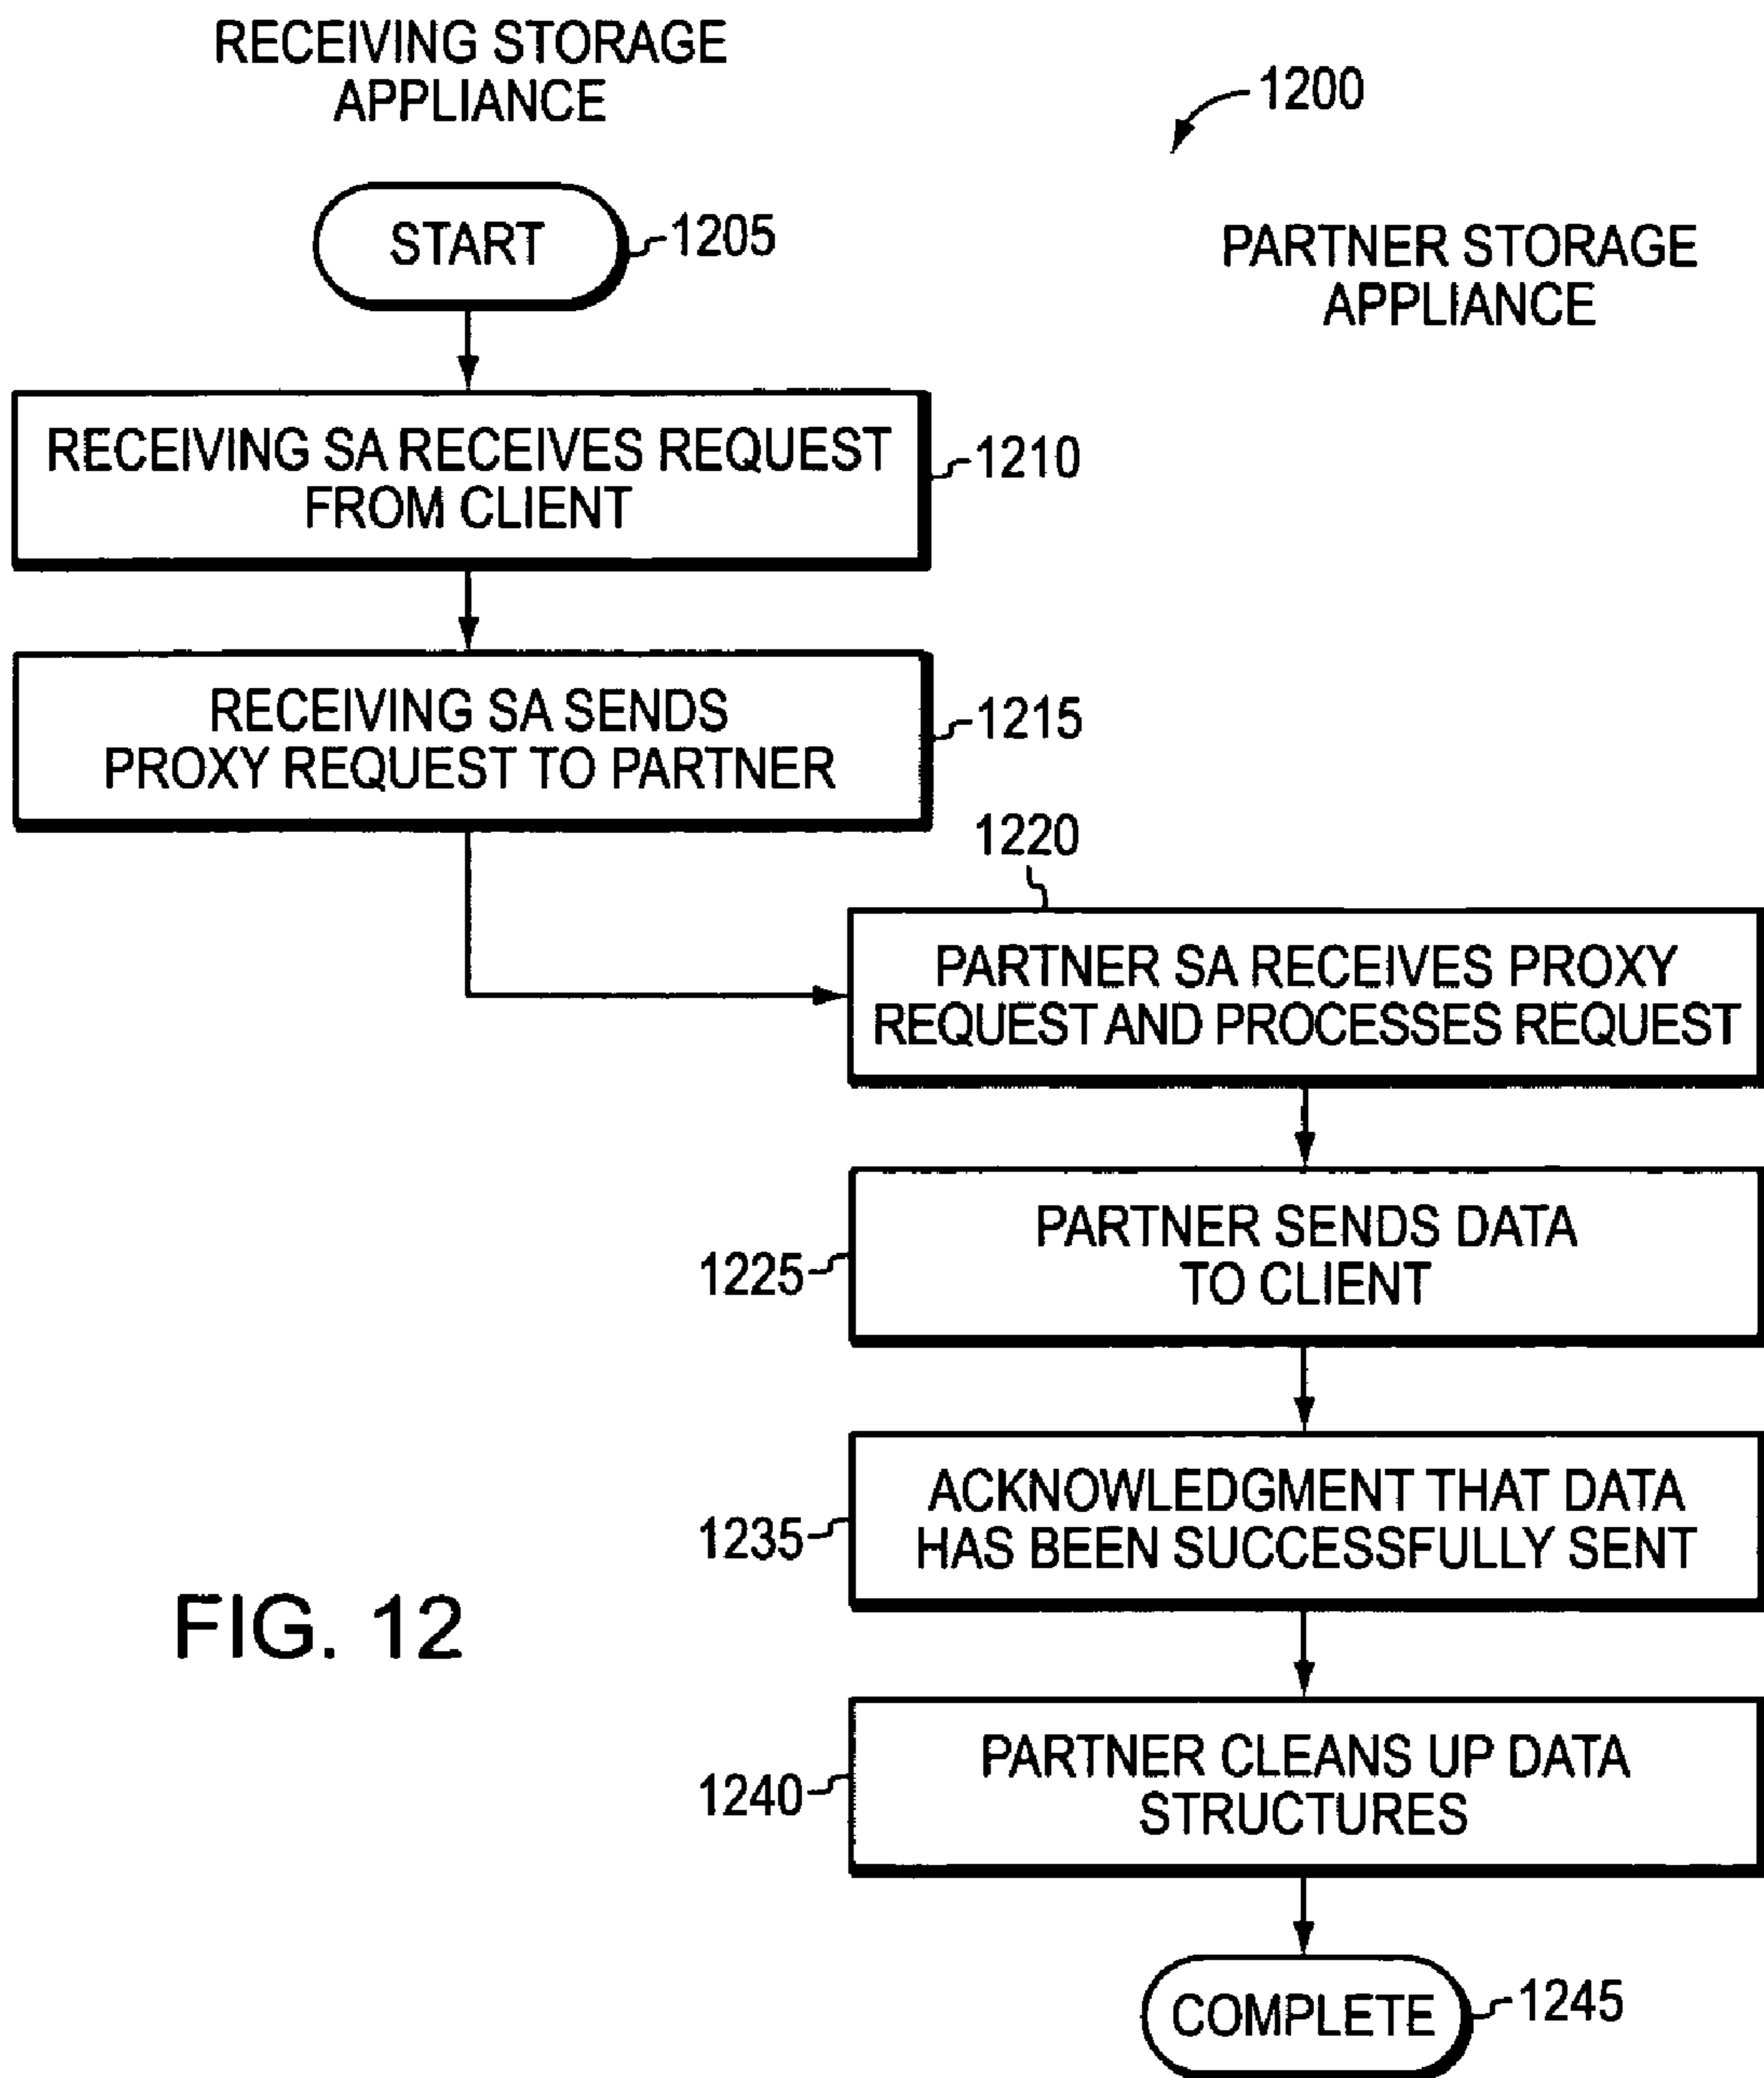 RECEIVING STORAGE
APPLIANCE
1200
START
1205
PARTNER STORAGE
APPLIANCE
RECEIVING SA RECEIVES REQUEST
FROM CLIENT
1210
RECEIVING SA SENDS
PROXY REQUEST TO PARTNER
1215
1220
PARTNER SA RECEIVES PROXY
REQUEST AND PROCESSES REQUEST
PARTNER SENDS DATA
TO CLIENT
1225
ACKNOWLEDGMENT THAT DATA
HAS BEEN SUCCESSFULLY SENT
1235
FIG. 12
PARTNER CLEANS UP DATA
STRUCTURES
1240
COMPLETE
1245